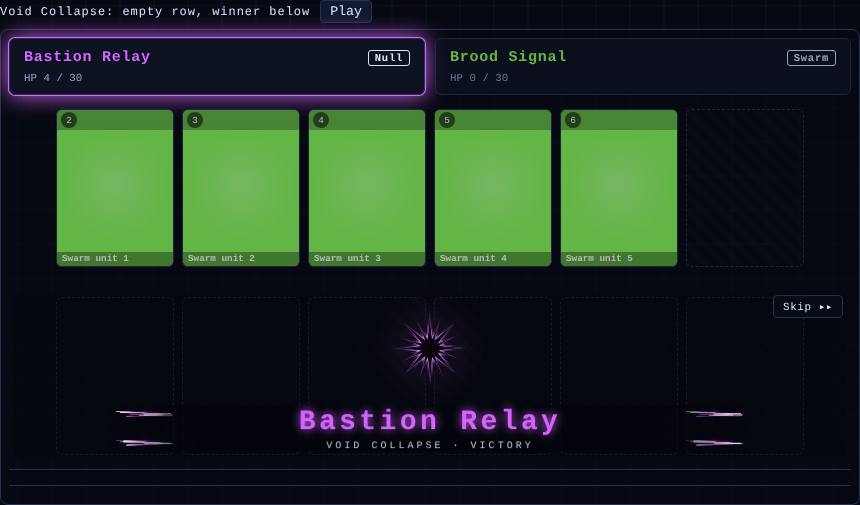 Void Collapse: empty row, winner below Play
Bastion Relay Null
HP 4 / 30
Brood Signal Swarm
HP 0 / 30
2 3 4 5 6
Swarm unit 1 Swarm unit 2 Swarm unit 3 Swarm unit 4 Swarm unit 5
Skip ▸▸
Bastion Relay
VOID COLLAPSE · VICTORY